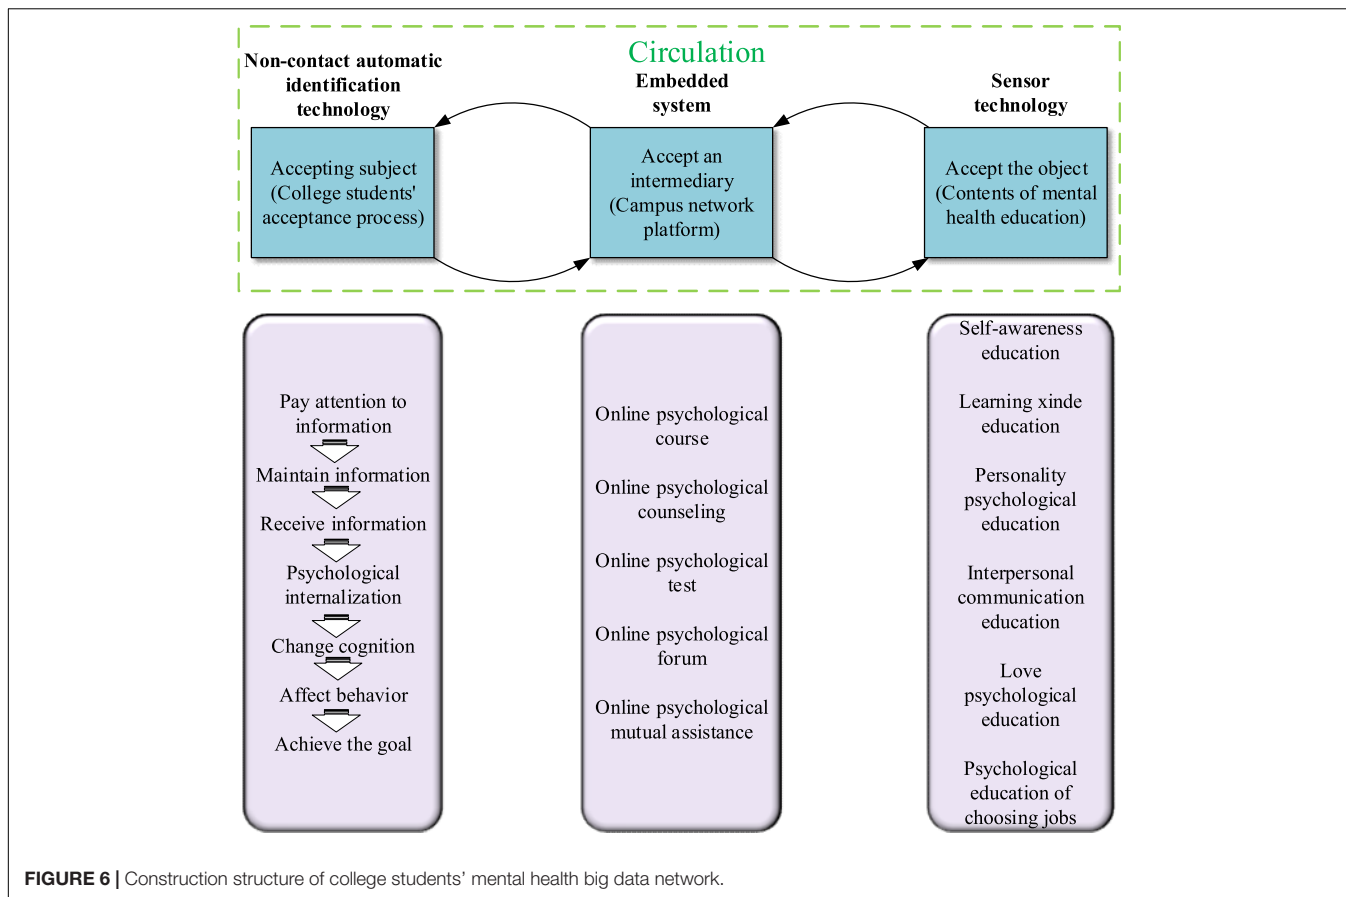 Circulation
Non-contact automatic
identification
technology
Embedded
system
Sensor
technology
Accepting subject
(College students'
acceptance process)
Accept an
intermediary
(Campus network
platform)
Accept the object
(Contents of mental
health education)
Pay attention to
information
Maintain information
Receive information
Psychological
internalization
Change cognition
Affect behavior
Achieve the goal
Online psychological
course
Online psychological
counseling
Online psychological
test
Online psychological
forum
Online psychological
mutual assistance
Self-awareness
education
Learning xinde
education
Personality
psychological
education
Interpersonal
communication
education
Love
psychological
education
Psychological
education of
choosing jobs
FIGURE 6 | Construction structure of college students’ mental health big data network.